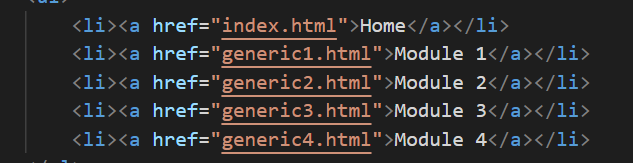 <li><a href="index.html">Home</a></li>
<li><a href="generic1.html">Module 1</a></li>
<li><a href="generic2.html">Module 2</a></li>
<li><a href="generic3.html">Module 3</a></li>
<li><a href="generic4.html">Module 4</a></li>